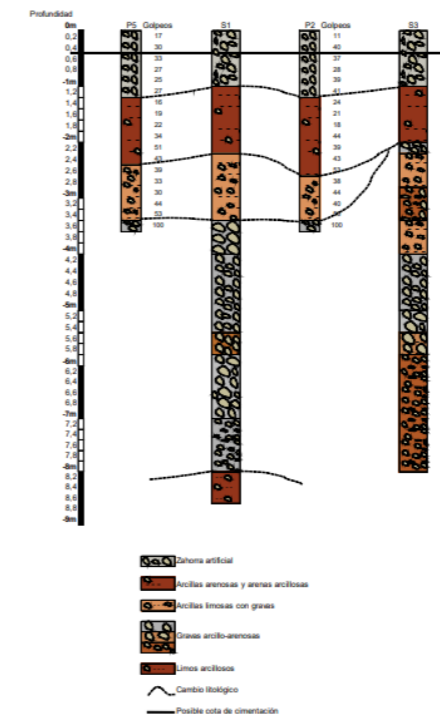 Profundidad
P5 Golpeos S1 P2 Golpeos S3
0m
0,2 17 11
0,4 30 40
0,6 33 37
0,8 27 28
-1m 25 39
1,2 27 41
1,4 16 24
1,6 19 21
1,8 22 18
-2m 34 44
2,2 51 39
2,4 43 43
2,6 39
2,8 33 38
-3m 30 44
3,2 44 40
3,4 53
3,6 100 100
3,8
-4m
4,2
4,4
4,6
4,8
-5m
5,2
5,4
5,6
5,8
-6m
6,2
6,4
6,6
6,8
-7m
7,2
7,4
7,6
7,8
-8m
8,2
8,4
8,6
8,8
-9m
Zahorra artificial
Arcillas arenosas y arenas arcillosas
Arcillas limosas con gravas
Gravas arcillo-arenosas
Limos arcillosos
Cambio litológico
Posible cota de cimentación